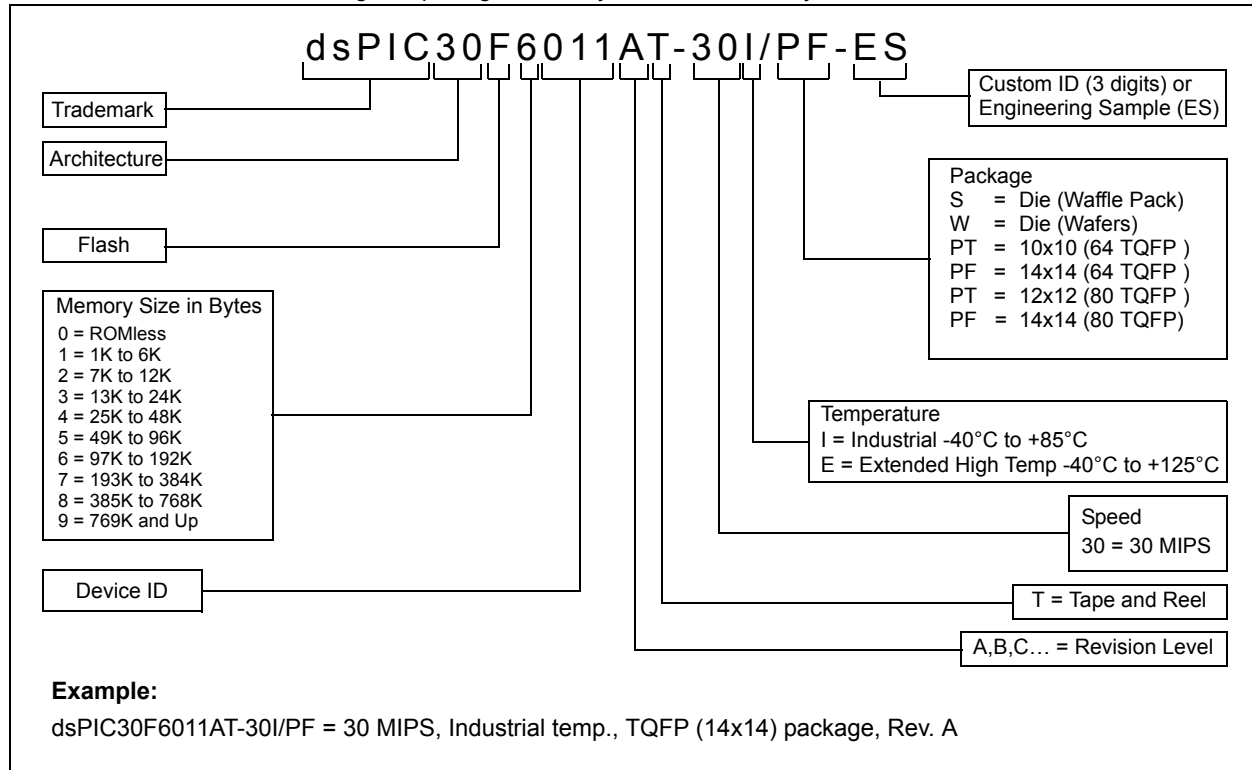 dsPIC30F6011AT-30I/PF-ES
Trademark
Architecture
Flash
Memory Size in Bytes
0 = ROMless
1 = 1K to 6K
2 = 7K to 12K
3 = 13K to 24K
4 = 25K to 48K
5 = 49K to 96K
6 = 97K to 192K
7 = 193K to 384K
8 = 385K to 768K
9 = 769K and Up
Device ID
Custom ID (3 digits) or
Engineering Sample (ES)
Package
S = Die (Waffle Pack)
W = Die (Wafers)
PT = 10x10 (64 TQFP )
PF = 14x14 (64 TQFP )
PT = 12x12 (80 TQFP )
PF = 14x14 (80 TQFP)
Temperature
I = Industrial -40°C to +85°C
E = Extended High Temp -40°C to +125°C
Speed
30 = 30 MIPS
T = Tape and Reel
A,B,C… = Revision Level
Example:
dsPIC30F6011AT-30I/PF = 30 MIPS, Industrial temp., TQFP (14x14) package, Rev. A